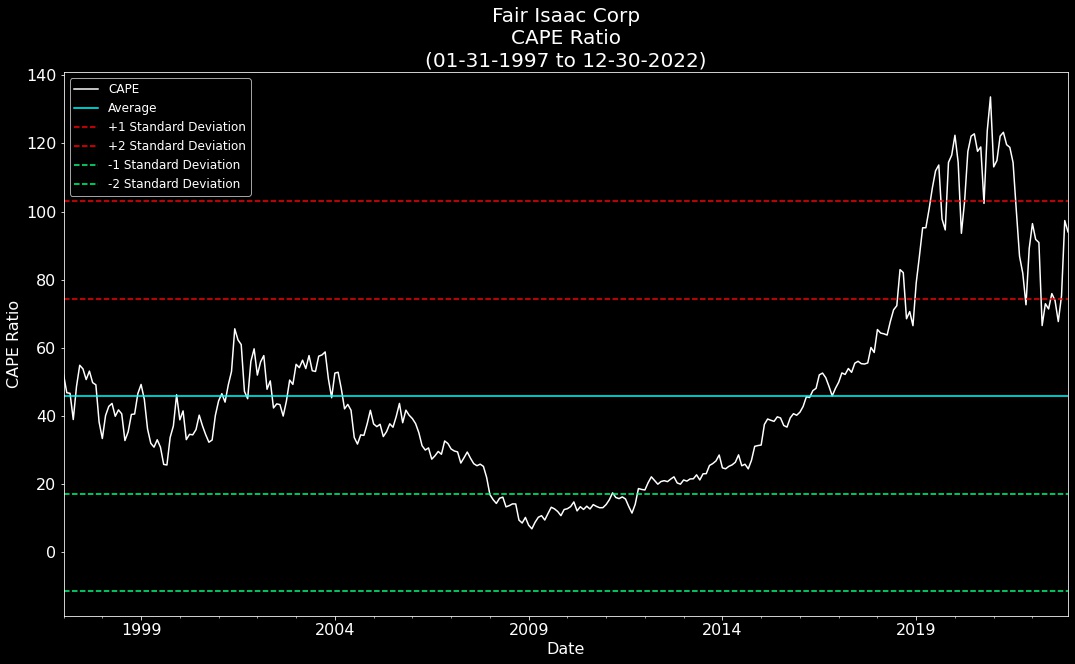 Fair Isaac Corp
CAPE Ratio
(01-31-1997 to 12-30-2022)
CAPE
Average
+1 Standard Deviation
+2 Standard Deviation
-1 Standard Deviation
-2 Standard Deviation
140
120
100
80
60
40
20
0
CAPE Ratio
1999
2004
2009
2014
2019
Date